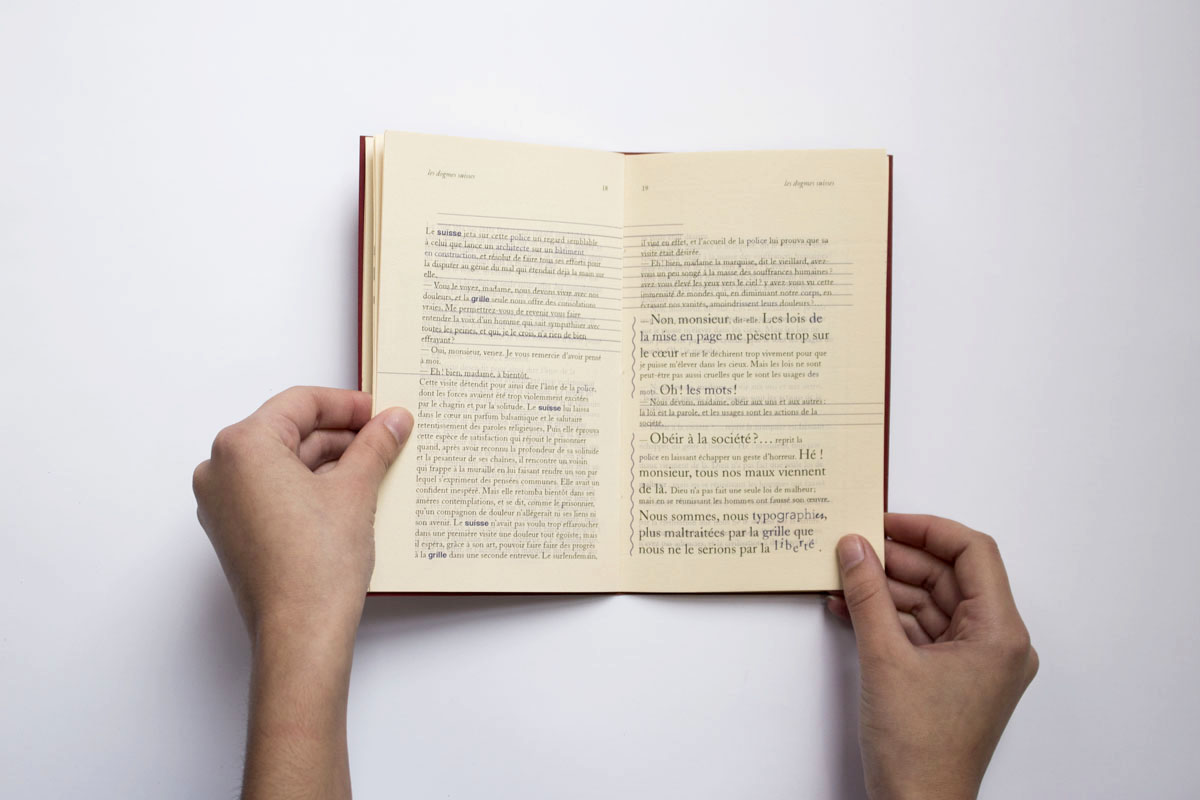 les dogmes suisses
18
Le suisse jeta sur cette police un regard semblable
à celui que lance un architecte sur un bâtiment
en construction, et résolut de faire tous ses efforts pour
la disputer au génie du mal qui étendait déjà la main sur
elle.
— Vous le voyez, madame, nous devons vivre avec nos
douleurs, et la grille seule nous offre des consolations
vraies. Me permettrez-vous de revenir vous faire
entendre la voix d'un homme qui sait sympathiser avec
toutes les peines, et qui, je le crois, n'a rien de bien
effrayant?
— Oui, monsieur, venez. Je vous remercie d'avoir pensé
à moi.
— Eh! bien, madame, à bientôt.
Cette visite détendit pour ainsi dire l'âme de la police,
dont les forces avaient été trop violemment excitées
par le chagrin et par la solitude. Le suisse lui laissa
dans le cœur un parfum balsamique et le salutaire
retentissement des paroles religieuses. Puis elle éprouva
cette espèce de satisfaction qui réjouit le prisonnier
quand, après avoir reconnu la profondeur de sa solitude
et la pesanteur de ses chaînes, il rencontre un voisin
qui frappe à la muraille en lui faisant rendre un son par
lequel s'expriment des pensées communes. Elle avait un
confident inespéré. Mais elle retomba bientôt dans ses
amères contemplations, et se dit, comme le prisonnier,
qu'un compagnon de douleur n'allégerait ni ses liens ni
son avenir. Le suisse n'avait pas voulu trop effaroucher
dans une première visite une douleur tout égoïste, mais
il espéra, grâce à son art, pouvoir faire faire des progrès
à la grille dans une seconde entrevue. Le surlendemain,
19
les dogmes suisses
il vint en effet, et l'accueil de la police lui prouva que sa
visite était désirée.
— Eh! bien, madame la marquise, dit le vieillard, avez-
vous un peu songé à la masse des souffrances humaines?
avez-vous élevé les yeux vers le ciel? y avez-vous vu cette
immensité de mondes qui, en diminuant notre corps, en
écrasant nos vanités, amoindrissent leurs douleurs!...
— Non, monsieur, dit-elle. Les lois de
la mise en page me pèsent trop sur
le cœur et me le déchirent trop vivement pour que
je puisse m'élever dans les cieux. Mais les lois ne sont
peut-être pas aussi cruelles que le sont les usages des
mots. Oh! les mots!
— Nous devons, madame, obéir aux uns et aux autres:
la loi est la parole, et les usages sont les actions de la
société.
— Obéir à la société?... reprit la
police en laissant échapper un geste d'horreur. Hé!
monsieur, tous nos maux viennent
de là. Dieu n'a pas fait une seule loi de malheur;
mais en se réunissant les hommes ont faussé son œuvre.
Nous sommes, nous typographies,
plus maltraitées par la grille que
nous ne le serions par la liberté.